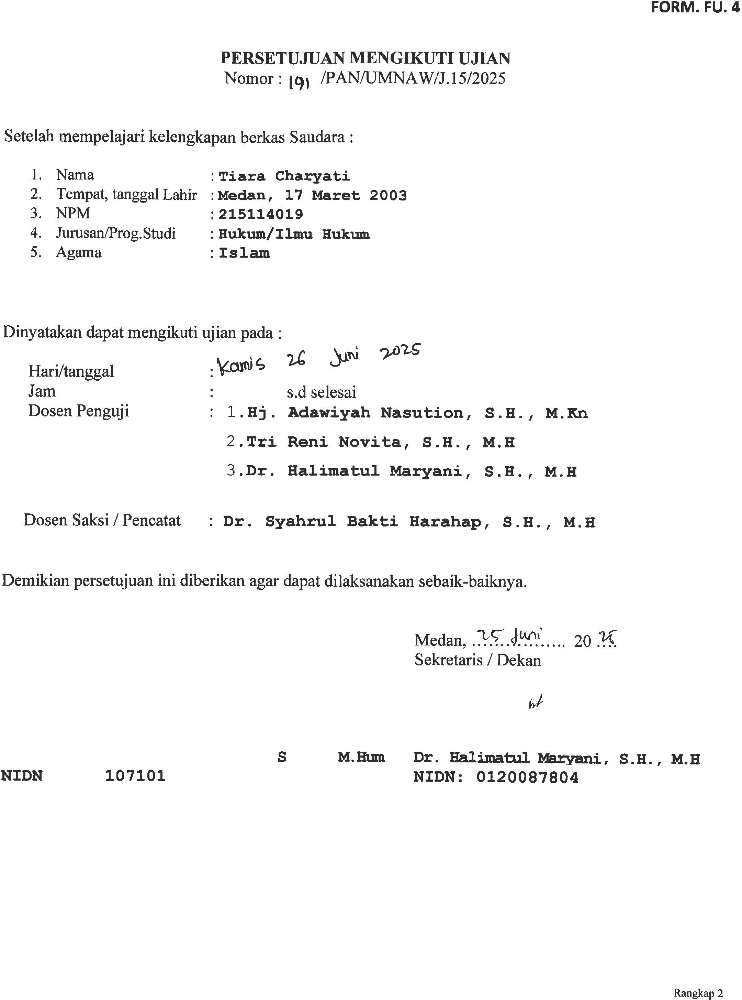 FORM. FU. 4
PERSETUJUAN MENGIKUTI UJIAN
Nomor : 191 /PAN/UMNAW/J.15/2025
Setelah mempelajari kelengkapan berkas Saudara :
1. Nama : Tiara Charyati
2. Tempat, tanggal Lahir : Medan, 17 Maret 2003
3. NPM : 215114019
4. Jurusan/Prog.Studi : Hukum/Ilmu Hukum
5. Agama : Islam
Dinyatakan dapat mengikuti ujian pada :
Hari/tanggal : Kamis 26 Juni 2025
Jam : s.d selesai
Dosen Penguji : 1.Hj. Adawiyah Nasution, S.H., M.Kn
2.Tri Reni Novita, S.H., M.H
3.Dr. Halimatul Maryani, S.H., M.H
Dosen Saksi / Pencatat : Dr. Syahrul Bakti Harahap, S.H., M.H
Demikian persetujuan ini diberikan agar dapat dilaksanakan sebaik-baiknya.
Medan, 25 Juni 20 25
Sekretaris / Dekan
S M.Hum Dr. Halimatul Maryani, S.H., M.H
NIDN 107101 NIDN: 0120087804
Rangkap 2